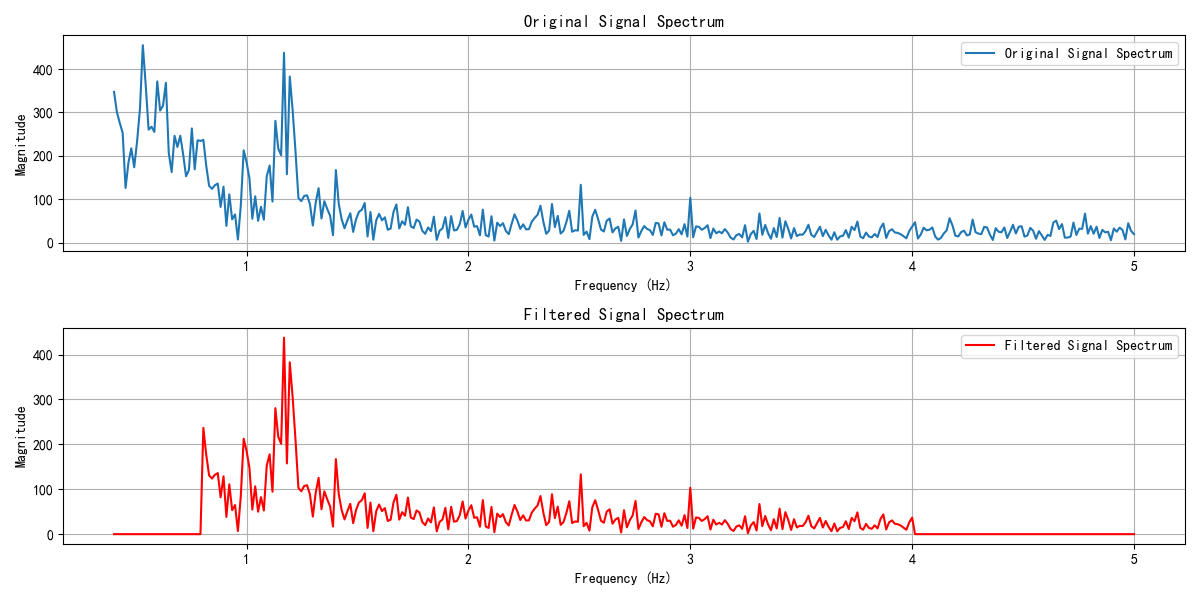 Original Signal Spectrum
Original Signal Spectrum
Magnitude
400
300
200
100
0
1
2
3
4
5
Frequency (Hz)
Filtered Signal Spectrum
Filtered Signal Spectrum
Magnitude
400
300
200
100
0
1
2
3
4
5
Frequency (Hz)